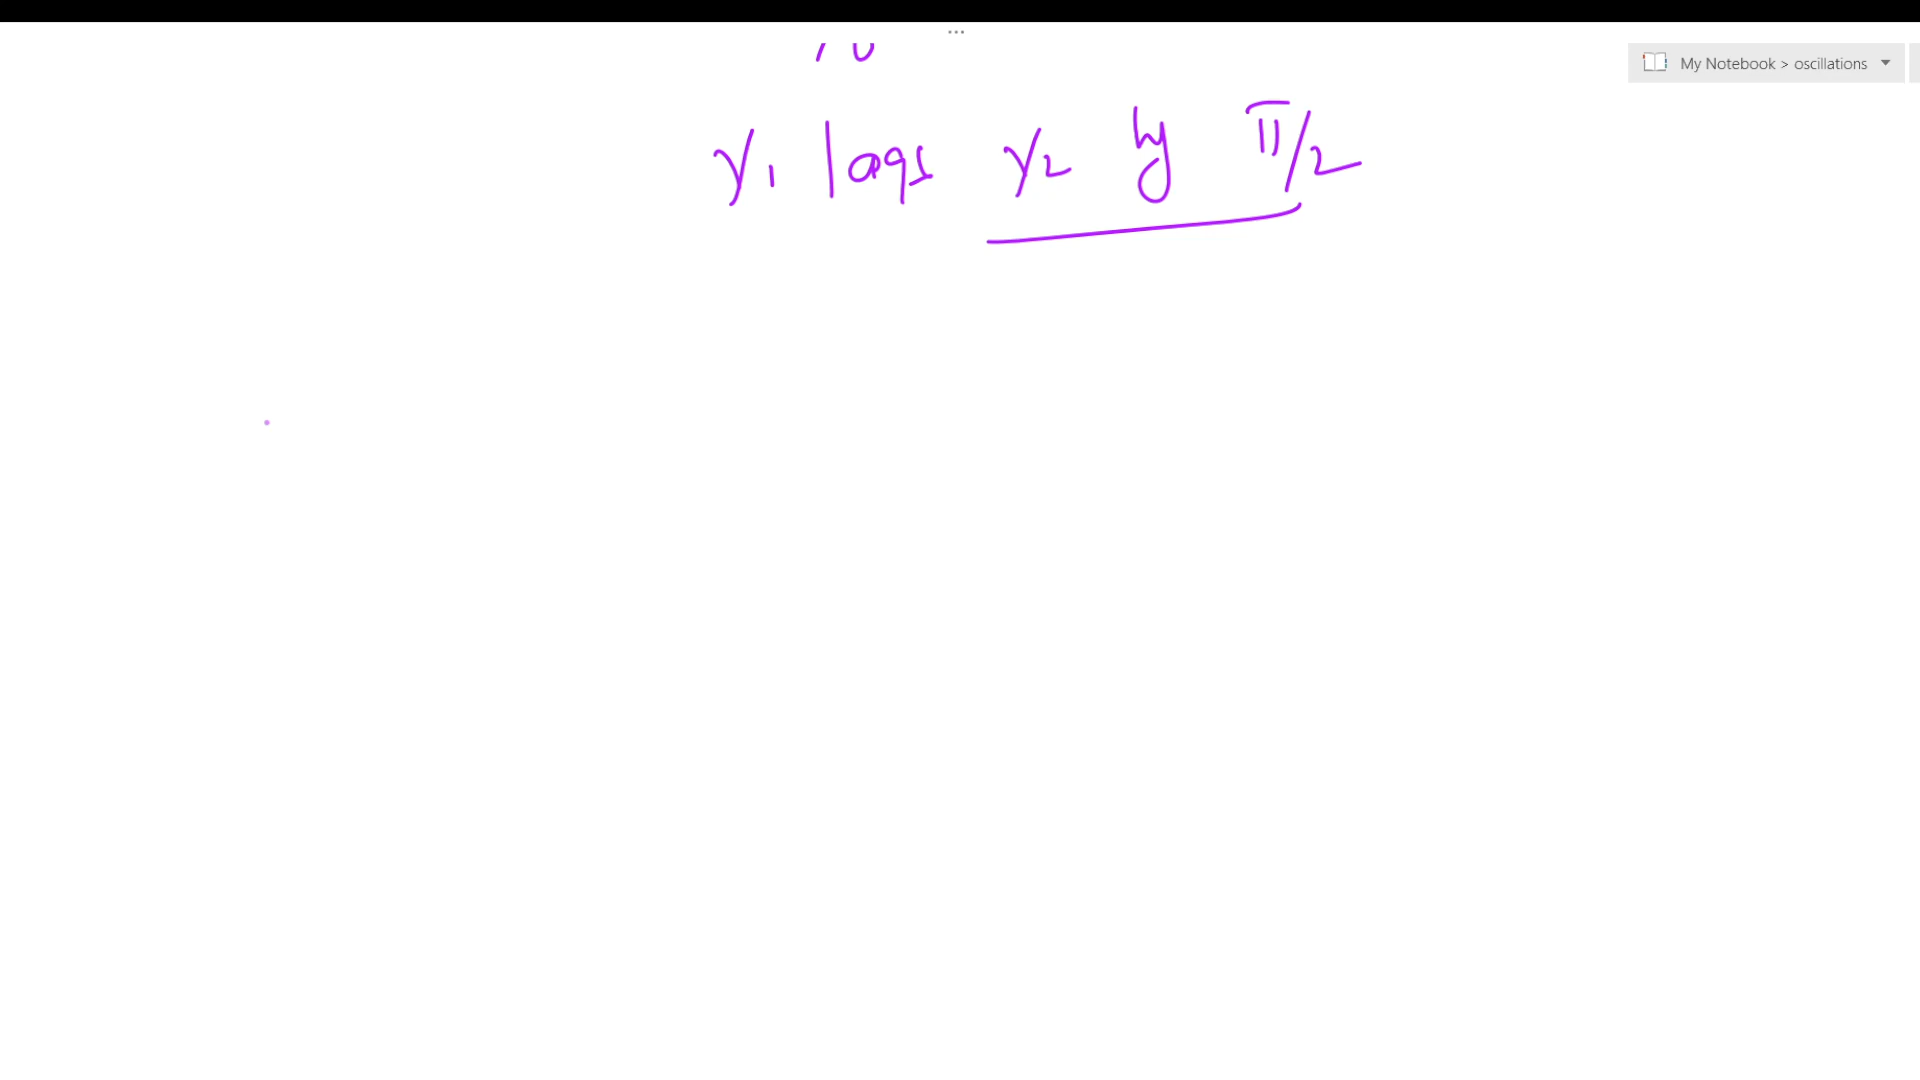 ...
My Notebook > oscillations
y₁ lags y₂ by π/2